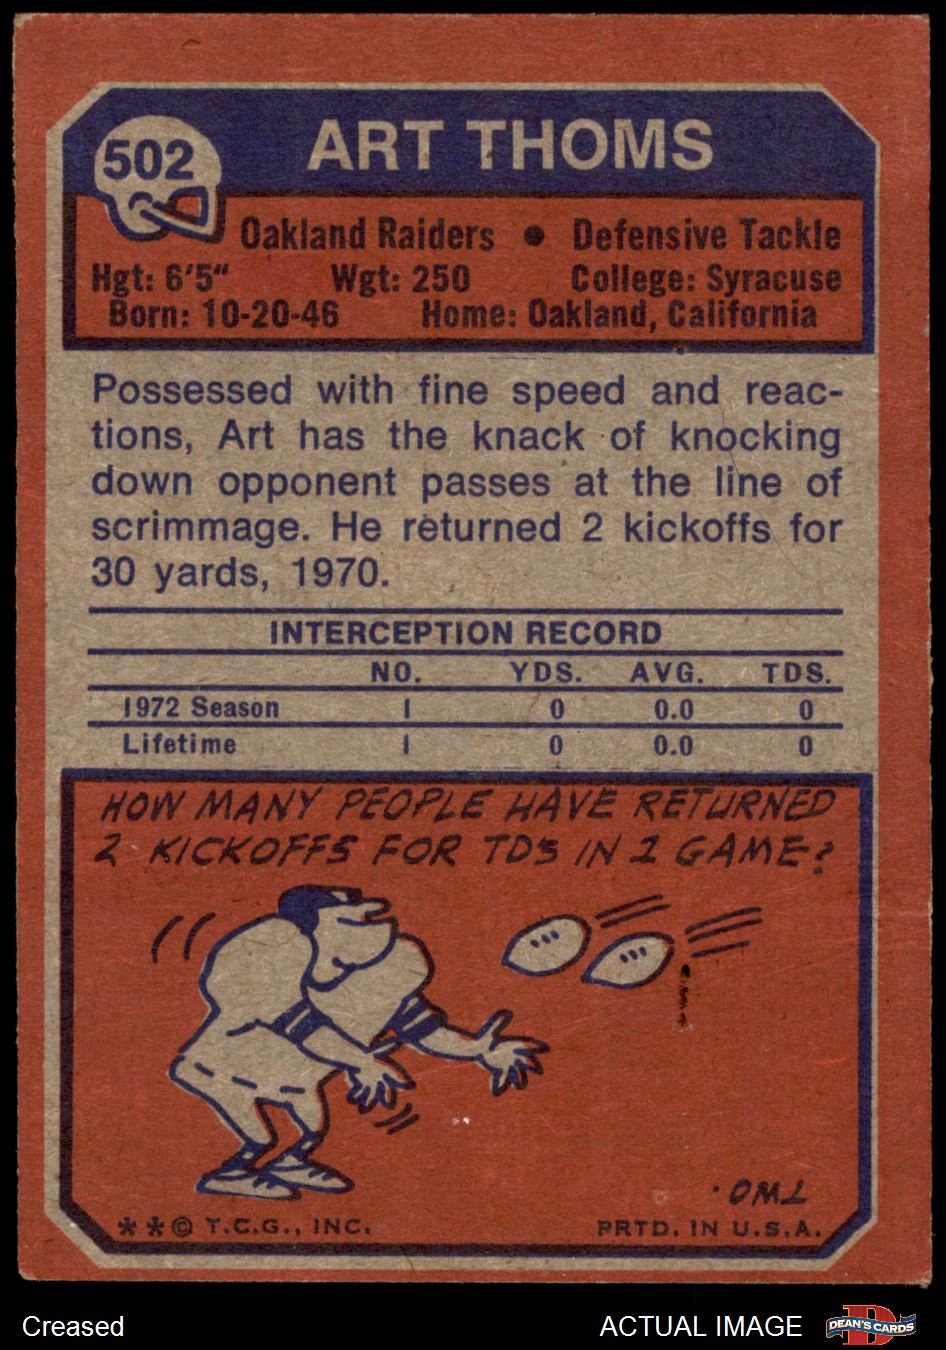 502
ART THOMS
Oakland Raiders ● Defensive Tackle
Hgt: 6'5" Wgt: 250 College: Syracuse
Born: 10-20-46 Home: Oakland, California
Possessed with fine speed and reac-
tions, Art has the knack of knocking
down opponent passes at the line of
scrimmage. He returned 2 kickoffs for
30 yards, 1970.
INTERCEPTION RECORD
NO. YDS. AVG. TDS.
1972 Season 1 0 0.0 0
Lifetime 1 0 0.0 0
HOW MANY PEOPLE HAVE RETURNED
2 KICKOFFS FOR TDS IN 1 GAME?
. OML
**© T.C.G., INC. PRTD. IN U.S.A.
Creased ACTUAL IMAGE DEAN'S CARDS